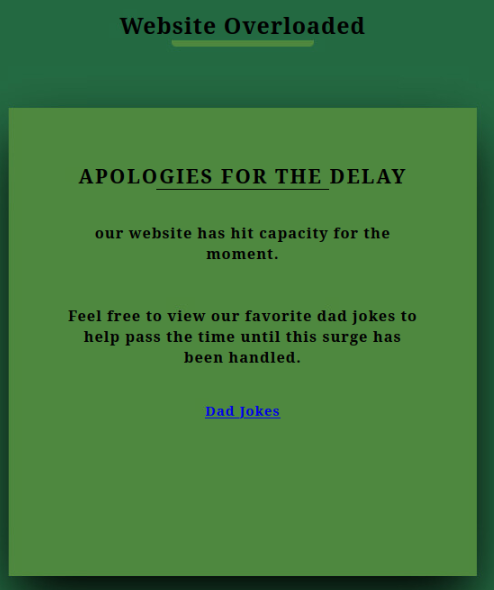 Website Overloaded
APOLOGIES FOR THE DELAY
our website has hit capacity for the
moment.
Feel free to view our favorite dad jokes to
help pass the time until this surge has
been handled.
Dad Jokes